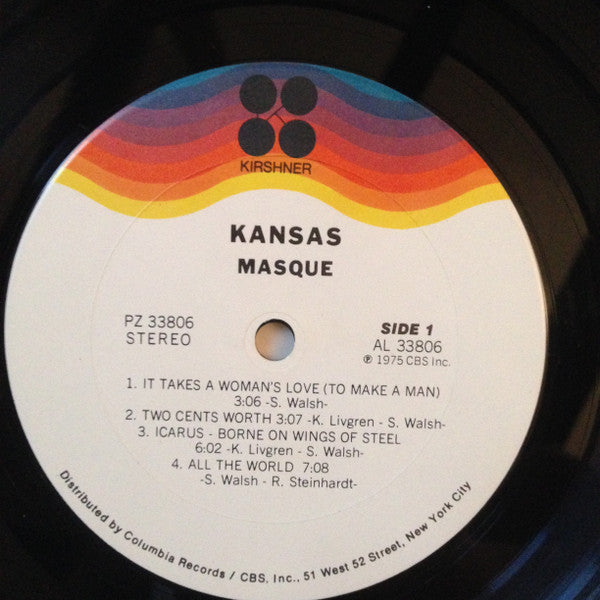 KIRSHNER
KANSAS
MASQUE
PZ 33806
STEREO
SIDE 1
AL 33806
℗ 1975 CBS Inc.
1. IT TAKES A WOMAN'S LOVE (TO MAKE A MAN)
3:06 -S. Walsh-
2. TWO CENTS WORTH 3:07 -K. Livgren - S. Walsh-
3. ICARUS - BORNE ON WINGS OF STEEL
6:02 -K. Livgren - S. Walsh-
4. ALL THE WORLD 7:08
-S. Walsh - R. Steinhardt-
Distributed by Columbia Records / CBS, Inc., 51 West 52 Street, New York City